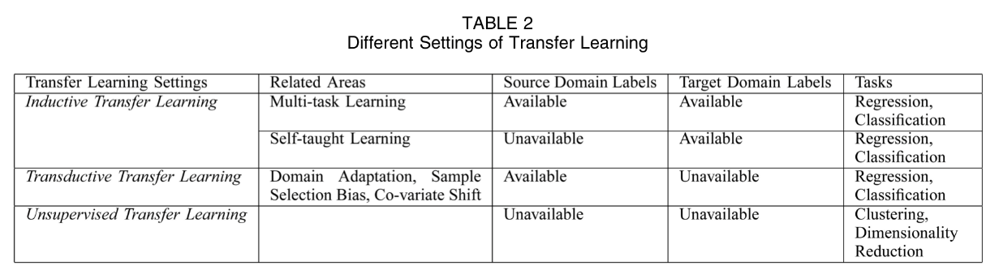 TABLE 2
Different Settings of Transfer Learning
Transfer Learning Settings Related Areas Source Domain Labels Target Domain Labels Tasks
Inductive Transfer Learning Multi-task Learning Available Available Regression,
Classification
Self-taught Learning Unavailable Available Regression,
Classification
Transductive Transfer Learning Domain Adaptation, Sample Available Unavailable Regression,
Selection Bias, Co-variate Shift Classification
Unsupervised Transfer Learning Unavailable Unavailable Clustering,
Dimensionality
Reduction